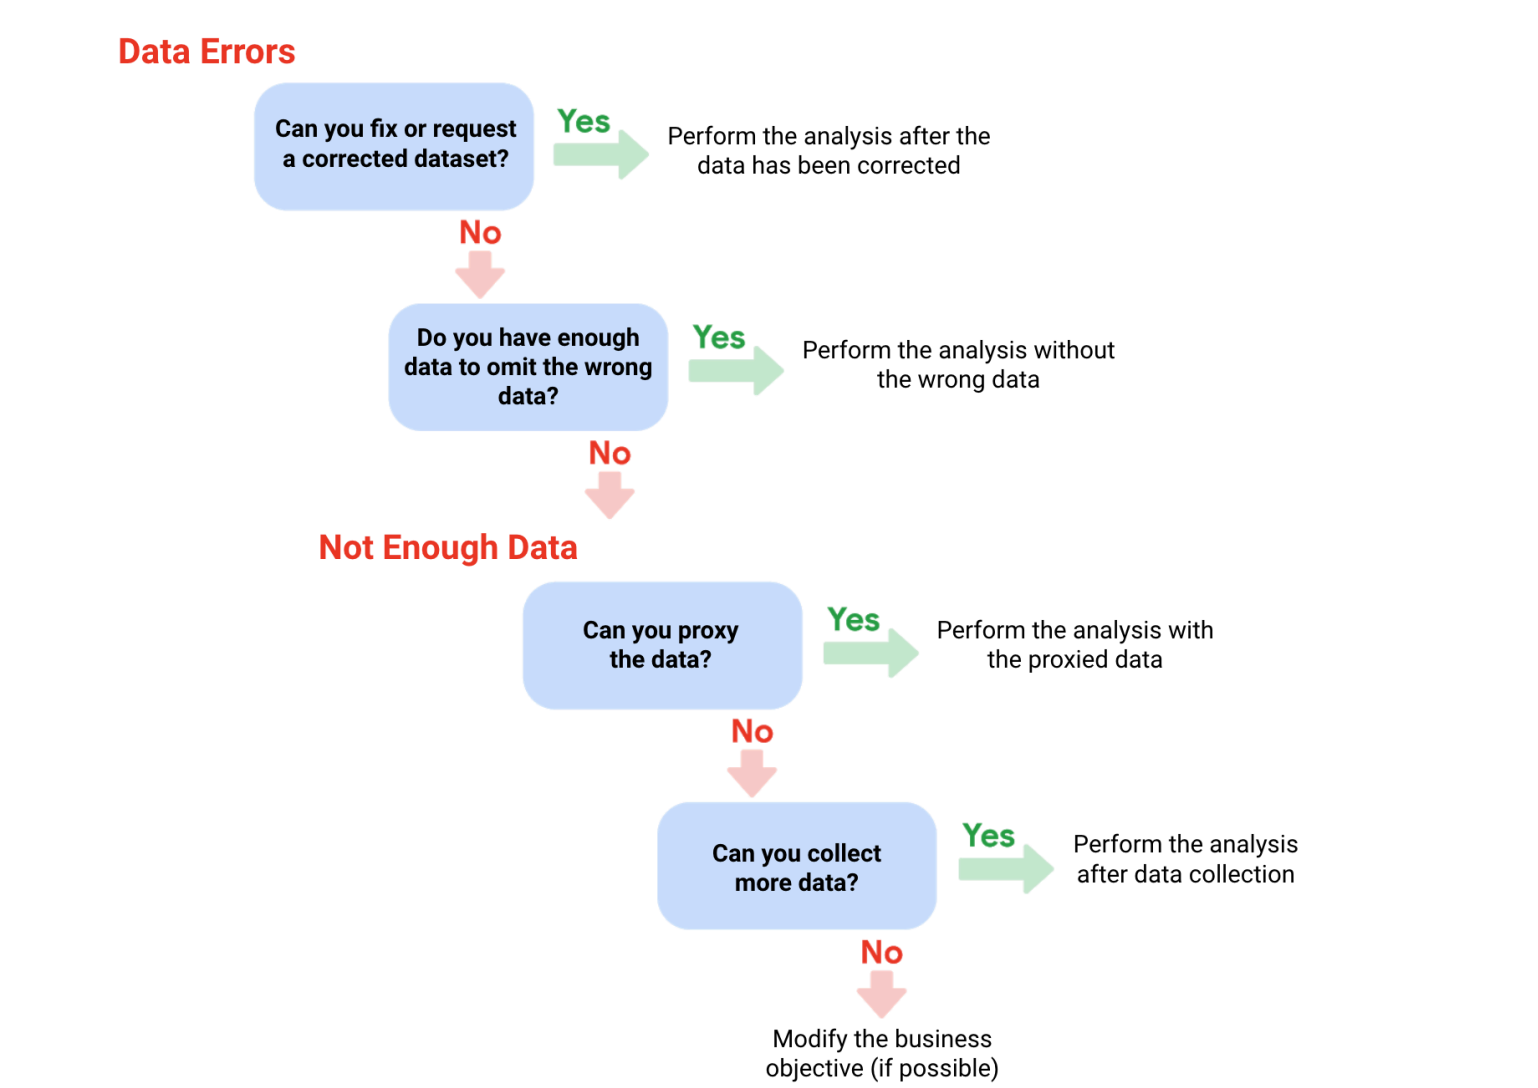 Data Errors
Can you fix or request
a corrected dataset?
Yes
Perform the analysis after the
data has been corrected
No
Do you have enough
data to omit the wrong
data?
Yes
Perform the analysis without
the wrong data
No
Not Enough Data
Can you proxy
the data?
Yes
Perform the analysis with
the proxied data
No
Can you collect
more data?
Yes
Perform the analysis
after data collection
No
Modify the business
objective (if possible)